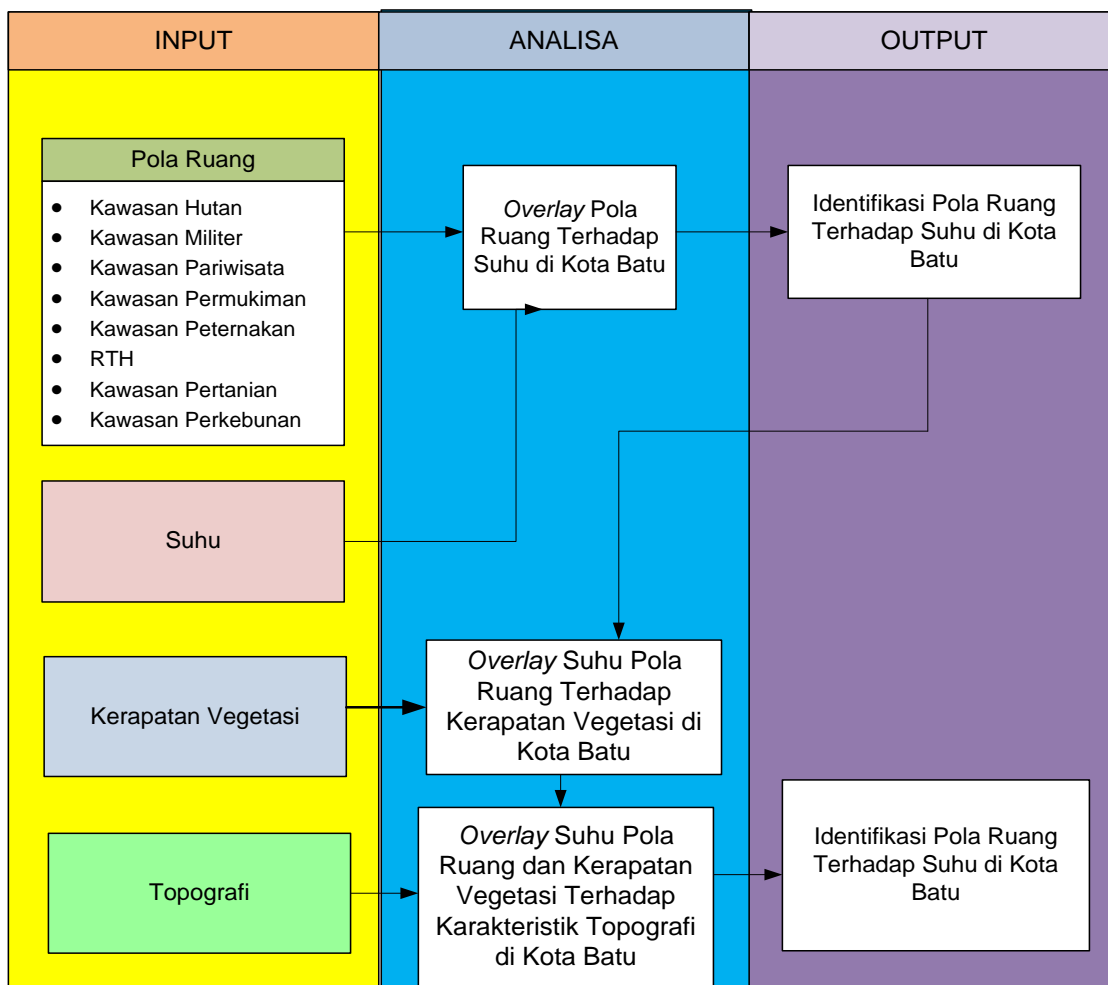 INPUT
ANALISA
OUTPUT
Pola Ruang
• Kawasan Hutan
• Kawasan Militer
• Kawasan Pariwisata
• Kawasan Permukiman
• Kawasan Peternakan
• RTH
• Kawasan Pertanian
• Kawasan Perkebunan
Overlay Pola
Ruang Terhadap
Suhu di Kota Batu
Identifikasi Pola Ruang
Terhadap Suhu di Kota
Batu
Suhu
Kerapatan Vegetasi
Overlay Suhu Pola
Ruang Terhadap
Kerapatan Vegetasi di
Kota Batu
Topografi
Overlay Suhu Pola
Ruang dan Kerapatan
Vegetasi Terhadap
Karakteristik Topografi
di Kota Batu
Identifikasi Pola Ruang
Terhadap Suhu di Kota
Batu